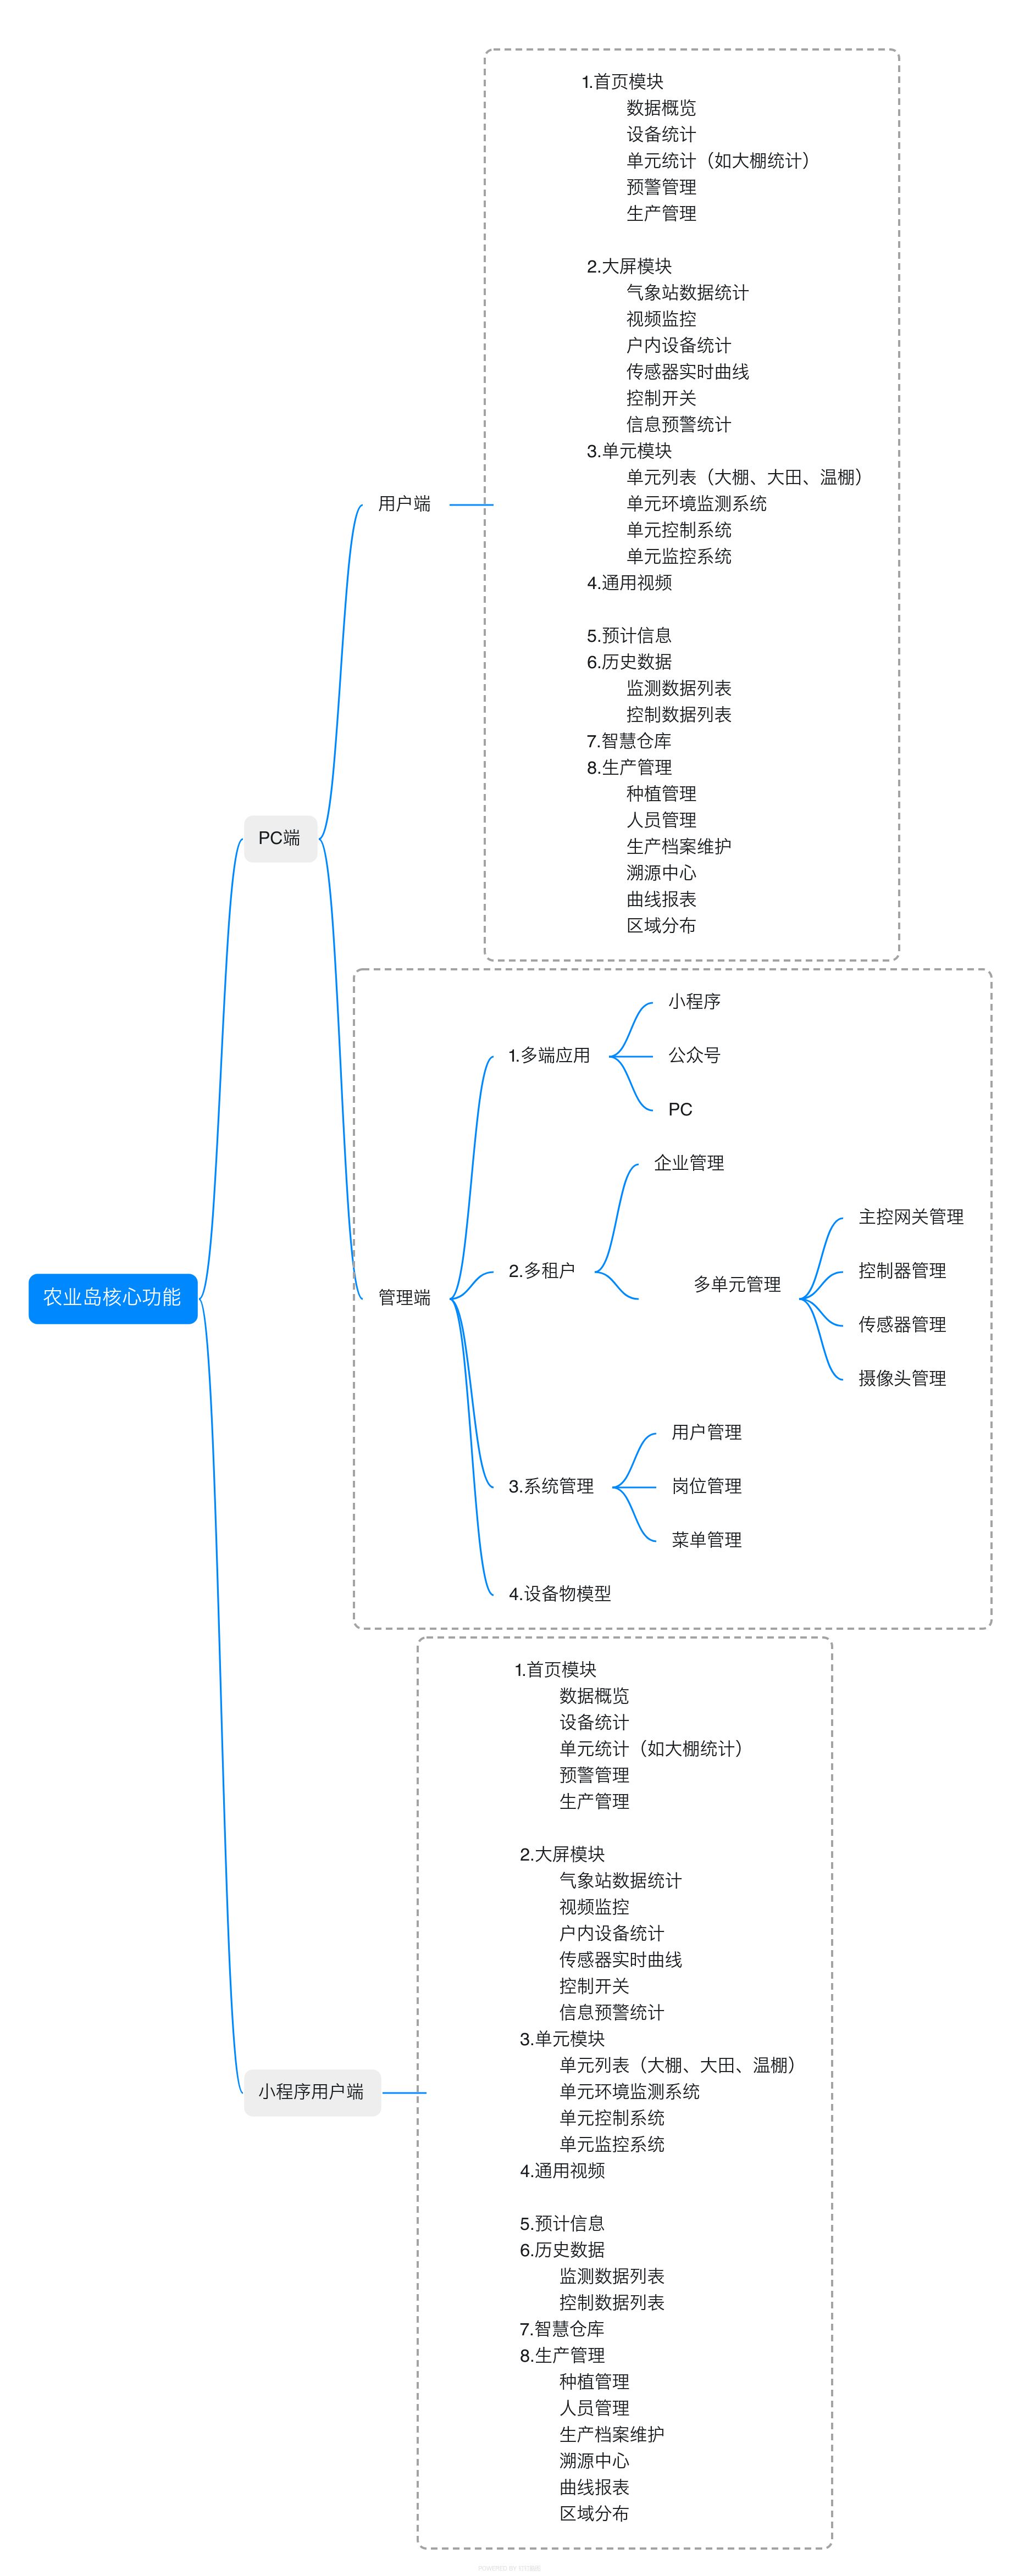 农业岛核心功能
PC端
用户端
1.首页模块
数据概览
设备统计
单元统计（如大棚统计）
预警管理
生产管理
2.大屏模块
气象站数据统计
视频监控
户内设备统计
传感器实时曲线
控制开关
信息预警统计
3.单元模块
单元列表（大棚、大田、温棚）
单元环境监测系统
单元控制系统
单元监控系统
4.通用视频
5.预计信息
6.历史数据
监测数据列表
控制数据列表
7.智慧仓库
8.生产管理
种植管理
人员管理
生产档案维护
溯源中心
曲线报表
区域分布
管理端
1.多端应用
小程序
公众号
PC
2.多租户
企业管理
多单元管理
主控网关管理
控制器管理
传感器管理
摄像头管理
3.系统管理
用户管理
岗位管理
菜单管理
4.设备物模型
小程序用户端
1.首页模块
数据概览
设备统计
单元统计（如大棚统计）
预警管理
生产管理
2.大屏模块
气象站数据统计
视频监控
户内设备统计
传感器实时曲线
控制开关
信息预警统计
3.单元模块
单元列表（大棚、大田、温棚）
单元环境监测系统
单元控制系统
单元监控系统
4.通用视频
5.预计信息
6.历史数据
监测数据列表
控制数据列表
7.智慧仓库
8.生产管理
种植管理
人员管理
生产档案维护
溯源中心
曲线报表
区域分布